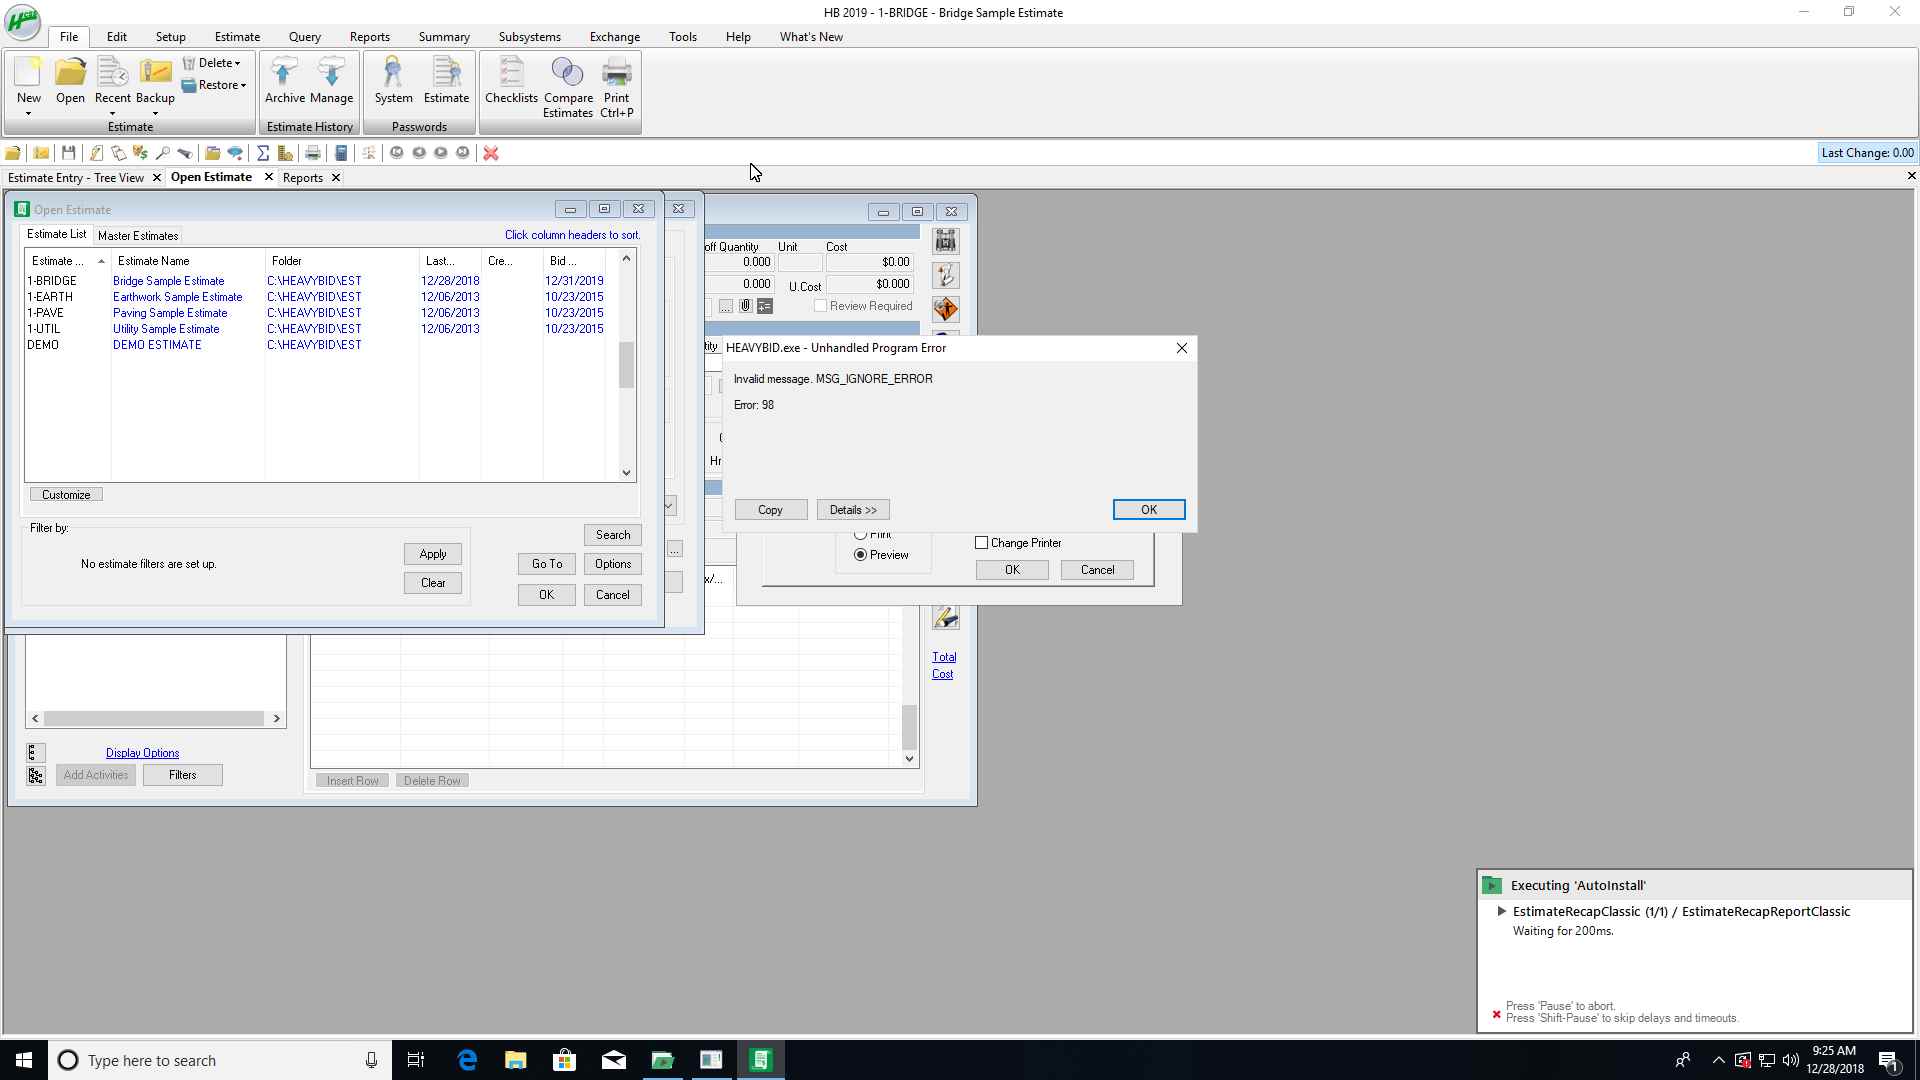 HB 2019 - 1-BRIDGE - Bridge Sample Estimate
File Edit Setup Estimate Query Reports Summary Subsystems Exchange Tools Help What's New
New Open Recent Backup Delete Restore
Archive Manage
System Estimate
Checklists Compare Estimates Print Ctrl+P
Estimate Estimate History Passwords
Last Change: 0.00
Estimate Entry - Tree View Open Estimate Reports
Open Estimate
Estimate List Master Estimates Click column headers to sort.
Estimate ... Estimate Name Folder Last... Cre... Bid ...
1-BRIDGE Bridge Sample Estimate C:\HEAVYBID\EST 12/28/2018 12/31/2019
1-EARTH Earthwork Sample Estimate C:\HEAVYBID\EST 12/06/2013 10/23/2015
1-PAVE Paving Sample Estimate C:\HEAVYBID\EST 12/06/2013 10/23/2015
1-UTIL Utility Sample Estimate C:\HEAVYBID\EST 12/06/2013 10/23/2015
DEMO DEMO ESTIMATE C:\HEAVYBID\EST
Customize
Filter by:
No estimate filters are set up.
Apply
Clear
Search
Go To Options
OK Cancel
off Quantity Unit Cost
0.000 $0.00
0.000 U.Cost $0.000
... Review Required
tity
Hr
...
x/...
HEAVYBID.exe - Unhandled Program Error
Invalid message. MSG_IGNORE_ERROR
Error: 98
Copy Details >> OK
Print
Preview
Change Printer
OK Cancel
Total
Cost
Display Options
Add Activities Filters
Insert Row Delete Row
Executing 'AutoInstall'
EstimateRecapClassic (1/1) / EstimateRecapReportClassic
Waiting for 200ms.
Press 'Pause' to abort.
Press 'Shift-Pause' to skip delays and timeouts.
Type here to search
9:25 AM
12/28/2018
1